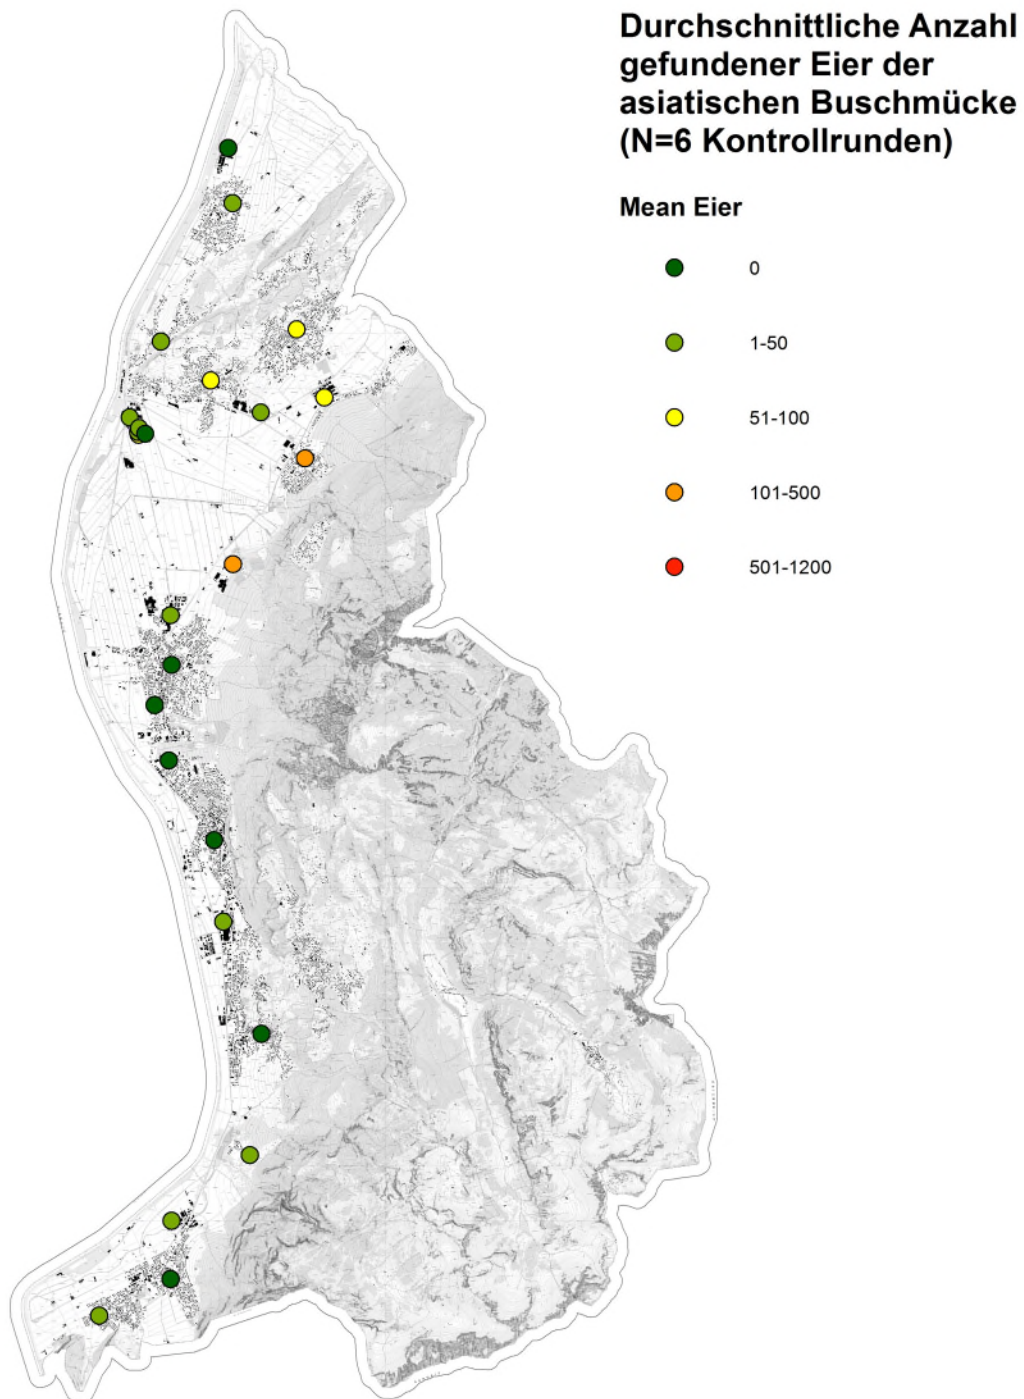 Durchschnittliche Anzahl
gefundener Eier der
asiatischen Buschmücke
(N=6 Kontrollrunden)
Mean Eier
0
1-50
51-100
101-500
501-1200